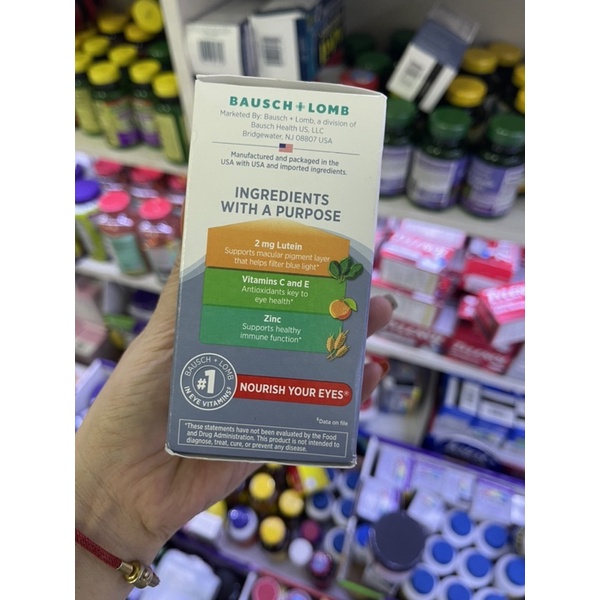 BAUSCH + LOMB
Marketed By: Bausch + Lomb, a division of
Bausch Health US, LLC
Bridgewater, NJ 08807 USA
Manufactured and packaged in the
USA with USA and imported ingredients.
INGREDIENTS
WITH A PURPOSE
2 mg Lutein
Supports macular pigment layer
that helps filter blue light*
Vitamins C and E
Antioxidants key to
eye health*
Zinc
Supports healthy
immune function*
BAUSCH + LOMB
#1
IN EYE VITAMINS§
NOURISH YOUR EYES®
§Data on file
*These statements have not been evaluated by the Food
and Drug Administration. This product is not intended to
diagnose, treat, cure, or prevent any disease.